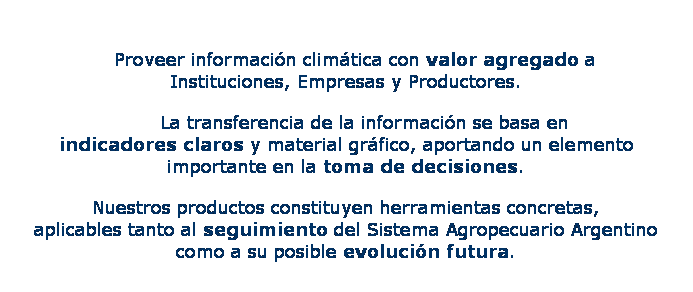 Proveer información climática con valor agregado a
Instituciones, Empresas y Productores.
La transferencia de la información se basa en
indicadores claros y material gráfico, aportando un elemento
importante en la toma de decisiones.
Nuestros productos constituyen herramientas concretas,
aplicables tanto al seguimiento del Sistema Agropecuario Argentino
como a su posible evolución futura.